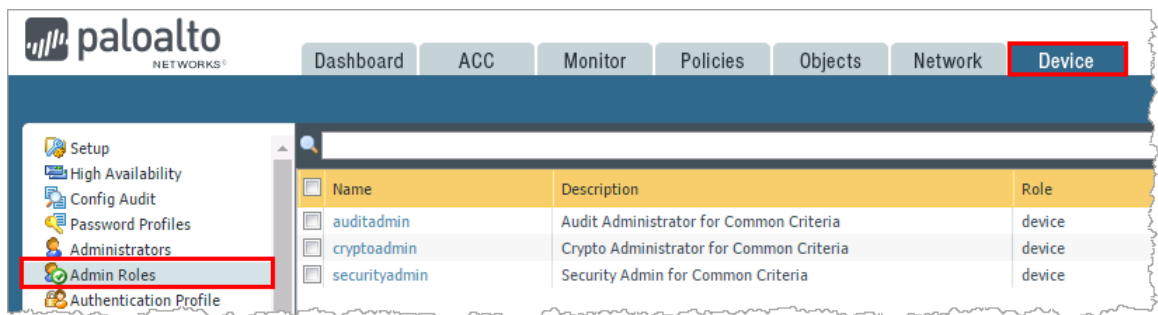 paloalto
NETWORKS®
Dashboard ACC Monitor Policies Objects Network Device
Setup
High Availability
Config Audit
Password Profiles
Administrators
Admin Roles
Authentication Profile
Name Description Role
auditadmin Audit Administrator for Common Criteria device
cryptoadmin Crypto Administrator for Common Criteria device
securityadmin Security Admin for Common Criteria device